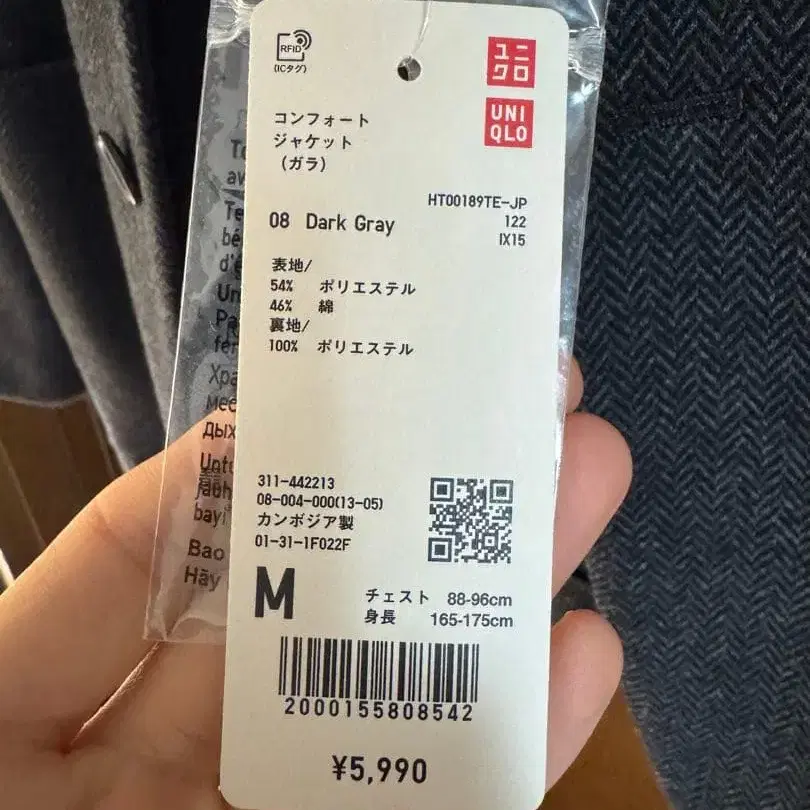 RFID
(ICタグ)
ユニ
クロ
UNI
QLO
コンフォート
ジャケット
(ガラ)
HT00189TE-JP
08 Dark Gray
122
IX15
表地/
54% ポリエステル
46% 綿
裏地/
100% ポリエステル
311-442213
08-004-000(13-05)
カンボジア製
01-31-1F022F
M
チェスト 88-96cm
身長 165-175cm
2000155808542
¥5,990
Bao
Hãy